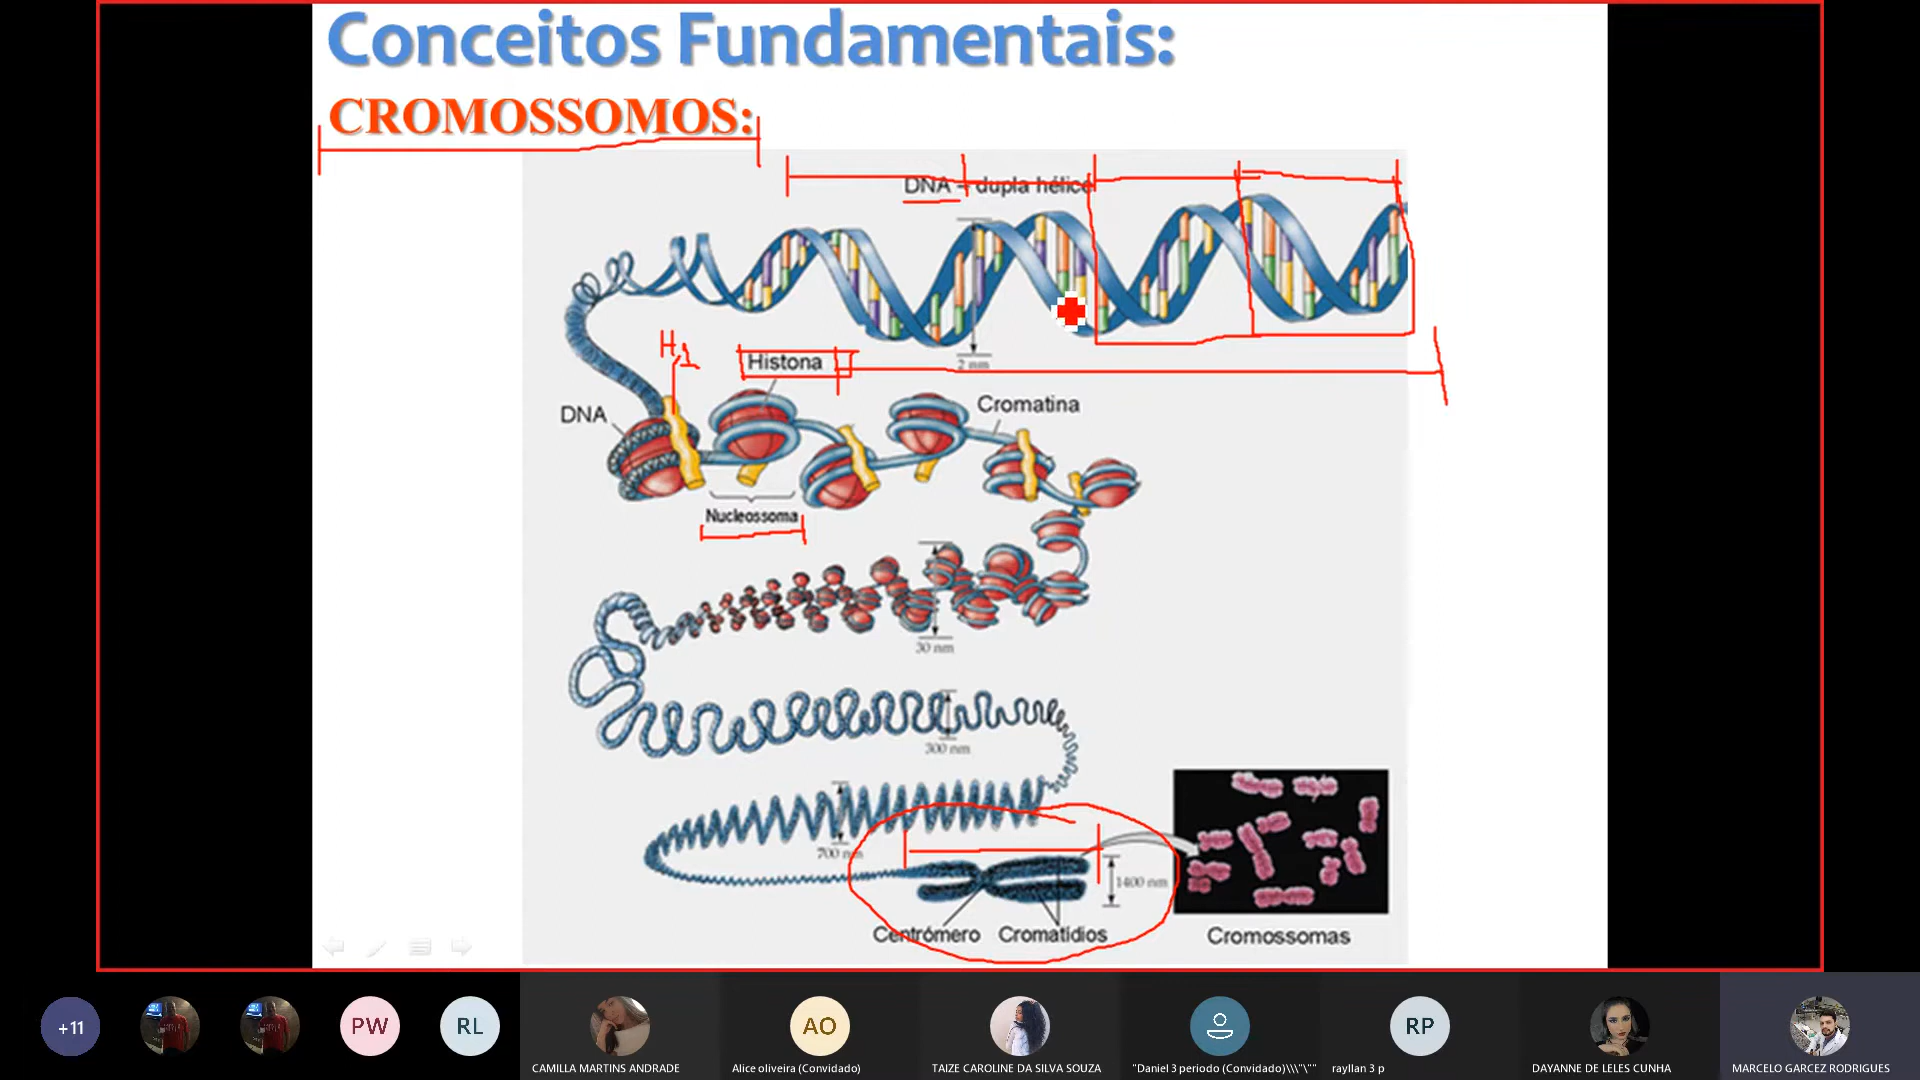 Conceitos Fundamentais:
CROMOSSOMOS:
DNA – dupla hélice
2 nm
H1
Histona
DNA
Cromatina
Nucleossoma
30 nm
300 nm
700 nm
1400 nm
Centrómero
Cromatídios
Cromossomas
+11
PW
RL
CAMILLA MARTINS ANDRADE
AO
Alice oliveira (Convidado)
TAIZE CAROLINE DA SILVA SOUZA
"Daniel 3 periodo (Convidado)\\\"\""
RP
rayllan 3 p
DAYANNE DE LELES CUNHA
MARCELO GARCEZ RODRIGUES